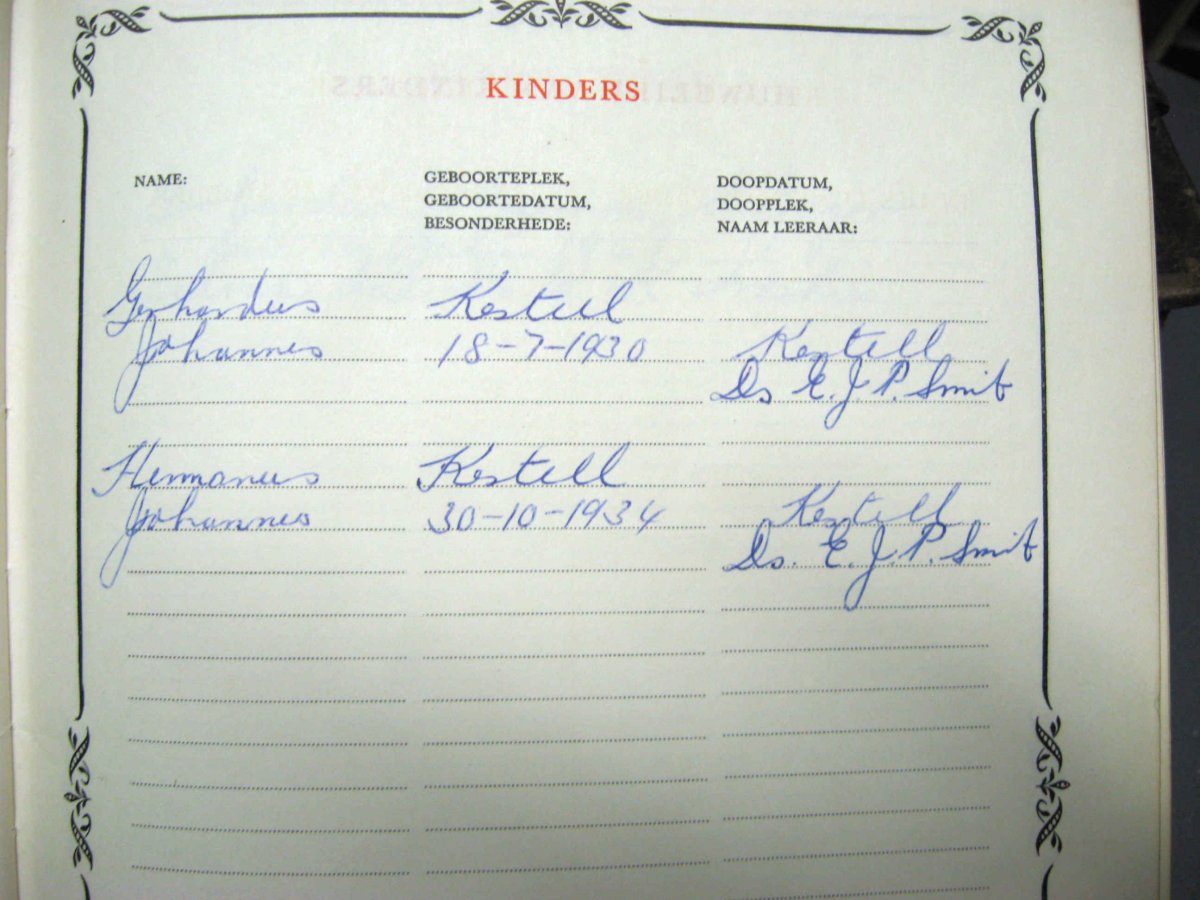 KINDERS
NAME:
GEBOORTEPLEK,
GEBOORTEDATUM,
BESONDERHEDE:
DOOPDATUM,
DOOPPLEK,
NAAM LEERAAR:
Gerhardus
Johannes
Kestell
18-7-1930
Kestell
Ds E. J. P. Smit
Hermanus
Johannes
Kestell
30-10-1934
Kestell
Ds. E. J. P. Smit